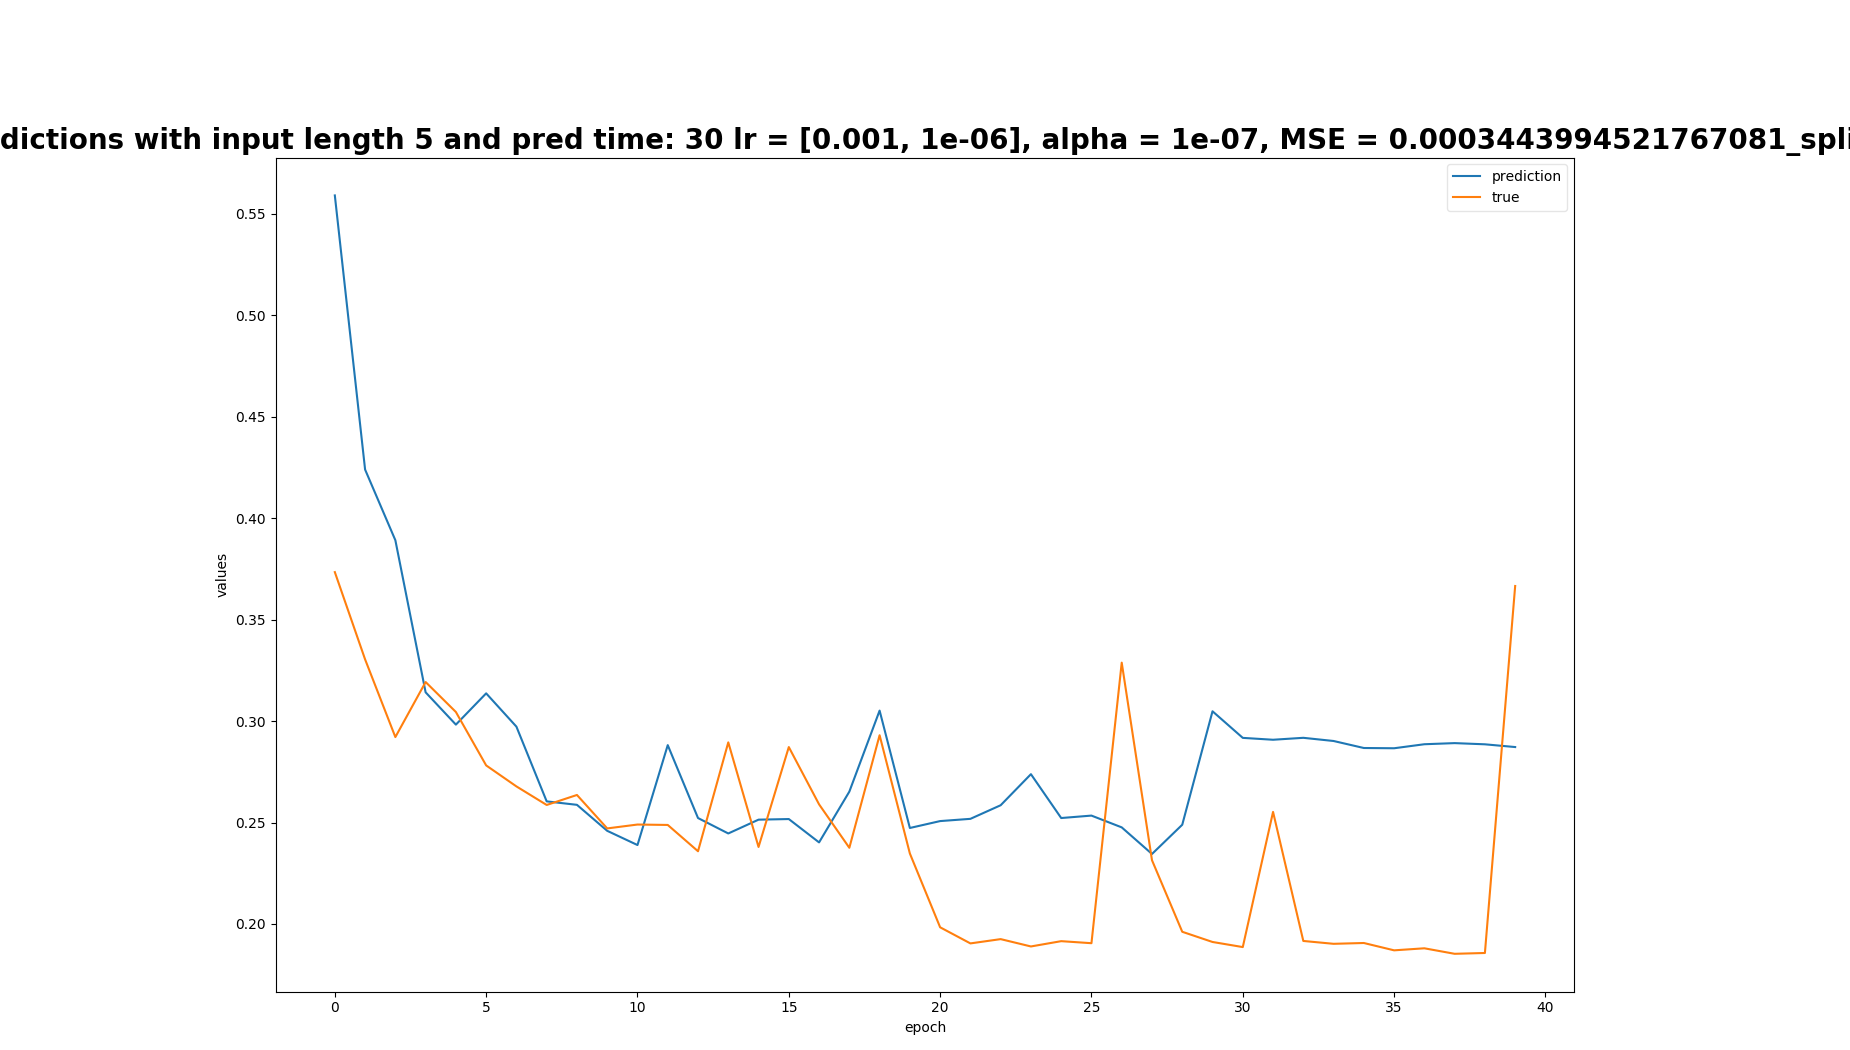 dictions with input length 5 and pred time: 30 lr = [0.001, 1e-06], alpha = 1e-07, MSE = 0.0003443994521767081_spli
prediction
true
0.55
0.50
0.45
0.40
0.35
0.30
0.25
0.20
values
0 5 10 15 20 25 30 35 40
epoch